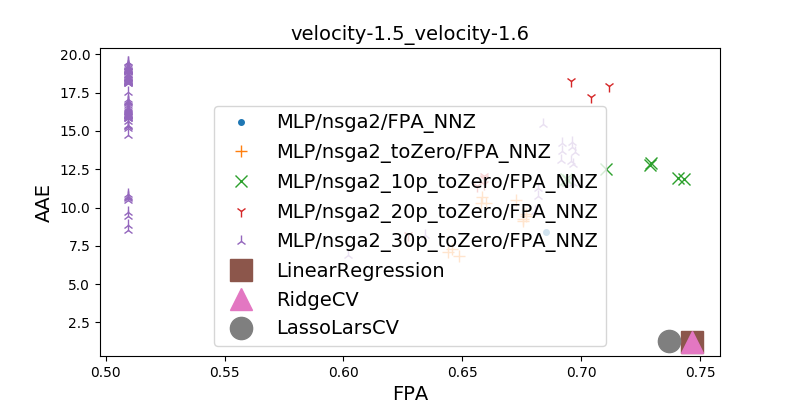 velocity-1.5_velocity-1.6
20.0
17.5
15.0
12.5
10.0
7.5
5.0
2.5
AAE
MLP/nsga2/FPA_NNZ
MLP/nsga2_toZero/FPA_NNZ
MLP/nsga2_10p_toZero/FPA_NNZ
MLP/nsga2_20p_toZero/FPA_NNZ
MLP/nsga2_30p_toZero/FPA_NNZ
LinearRegression
RidgeCV
LassoLarsCV
0.50 0.55 0.60 0.65 0.70 0.75
FPA